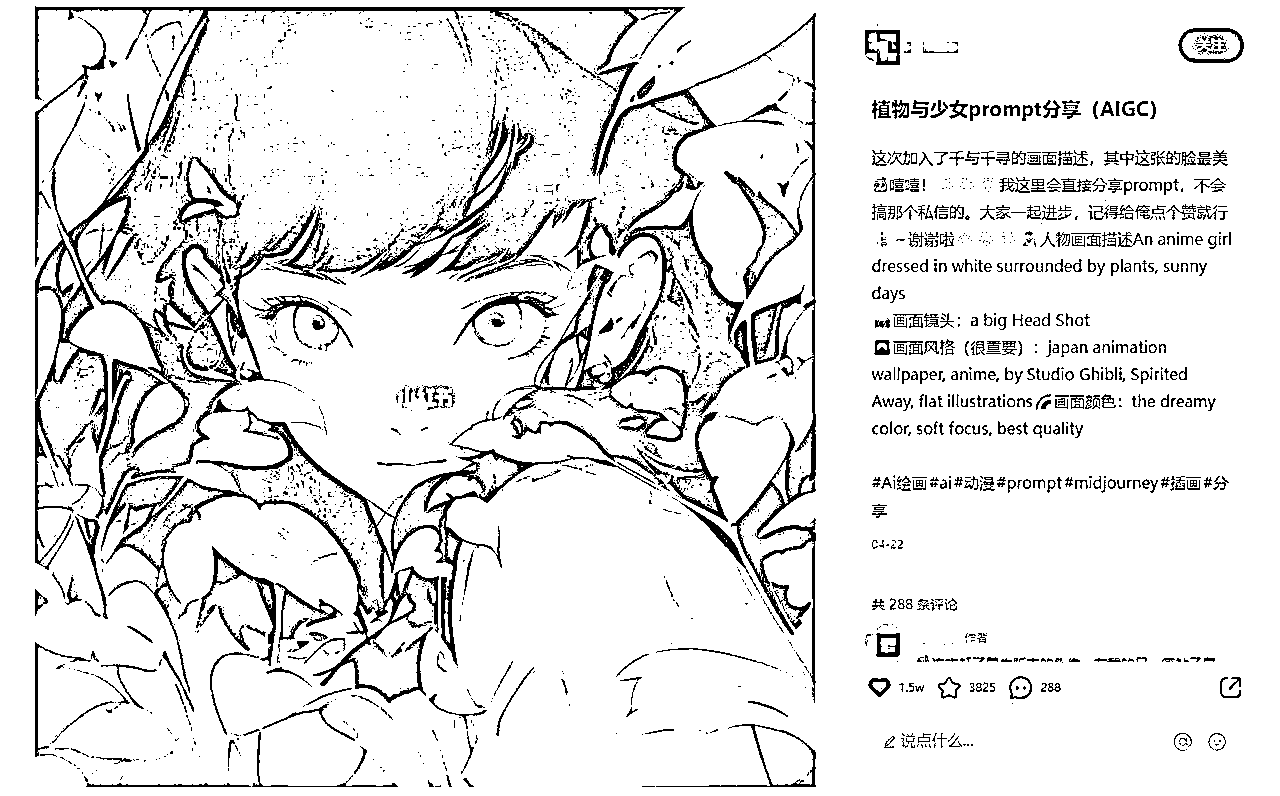 关注
植物与少女prompt分享（AIGC）
这次加入了千与千寻的画面描述，其中这张的脸最美
嘻嘻！ 我这里会直接分享prompt，不会
搞那个私信的。大家一起进步，记得给俺点个赞就行
~谢谢啦 人物画面描述An anime girl
dressed in white surrounded by plants, sunny
days
画面镜头：a big Head Shot
画面风格（很重要）：japan animation
wallpaper, anime, by Studio Ghibli, Spirited
Away, flat illustrations 画面颜色：the dreamy
color, soft focus, best quality
#Ai绘画#ai#动漫#prompt#midjourney#插画#分
享
04-22
共 288 条评论
作者
1.5w 3825 288
说点什么...